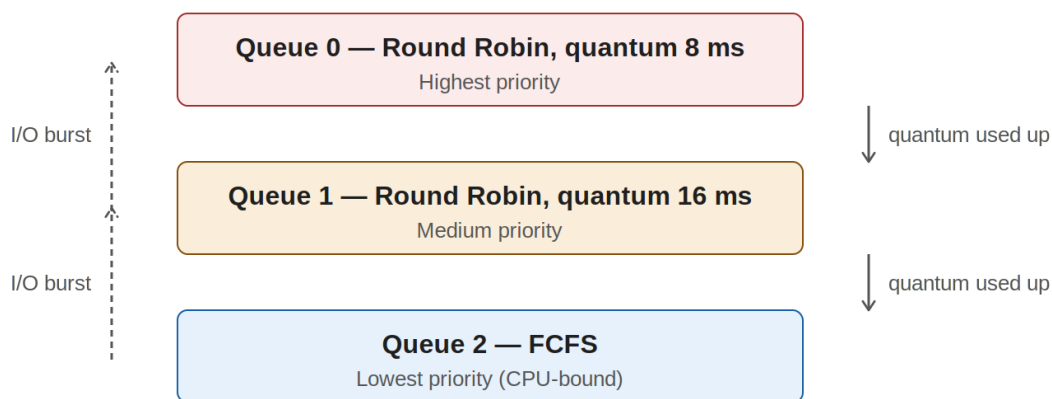 Queue 0 — Round Robin, quantum 8 ms
Highest priority
I/O burst
quantum used up
Queue 1 — Round Robin, quantum 16 ms
Medium priority
I/O burst
quantum used up
Queue 2 — FCFS
Lowest priority (CPU-bound)